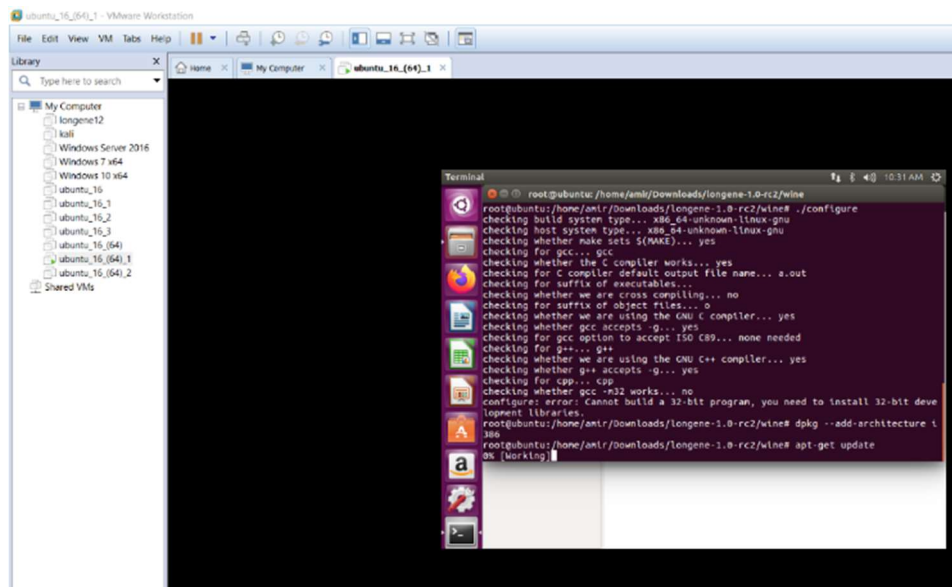 ubuntu_16_(64)_1 - VMware Workstation
File Edit View VM Tabs Help
Library
Home
My Computer
ubuntu_16_(64)_1
Type here to search
My Computer
longene12
kali
Windows Server 2016
Windows 7 x64
Windows 10 x64
ubuntu_16
ubuntu_16_1
ubuntu_16_2
ubuntu_16_3
ubuntu_16_(64)
ubuntu_16_(64)_1
ubuntu_16_(64)_2
Shared VMs
Terminal
10:31 AM
root@ubuntu: /home/amir/Downloads/longene-1.0-rc2/wine
root@ubuntu:/home/amir/Downloads/longene-1.0-rc2/wine# ./configure
checking build system type... x86_64-unknown-linux-gnu
checking host system type... x86_64-unknown-linux-gnu
checking whether make sets $(MAKE)... yes
checking for gcc... gcc
checking whether the C compiler works... yes
checking for C compiler default output file name... a.out
checking for suffix of executables...
checking whether we are cross compiling... no
checking for suffix of object files... o
checking whether we are using the GNU C compiler... yes
checking whether gcc accepts -g... yes
checking for gcc option to accept ISO C89... none needed
checking for g++... g++
checking whether we are using the GNU C++ compiler... yes
checking whether g++ accepts -g... yes
checking for cpp... cpp
checking whether gcc -m32 works... no
configure: error: Cannot build a 32-bit program, you need to install 32-bit deve
lopment libraries.
root@ubuntu:/home/amir/Downloads/longene-1.0-rc2/wine# dpkg --add-architecture i
386
root@ubuntu:/home/amir/Downloads/longene-1.0-rc2/wine# apt-get update
0% [Working]